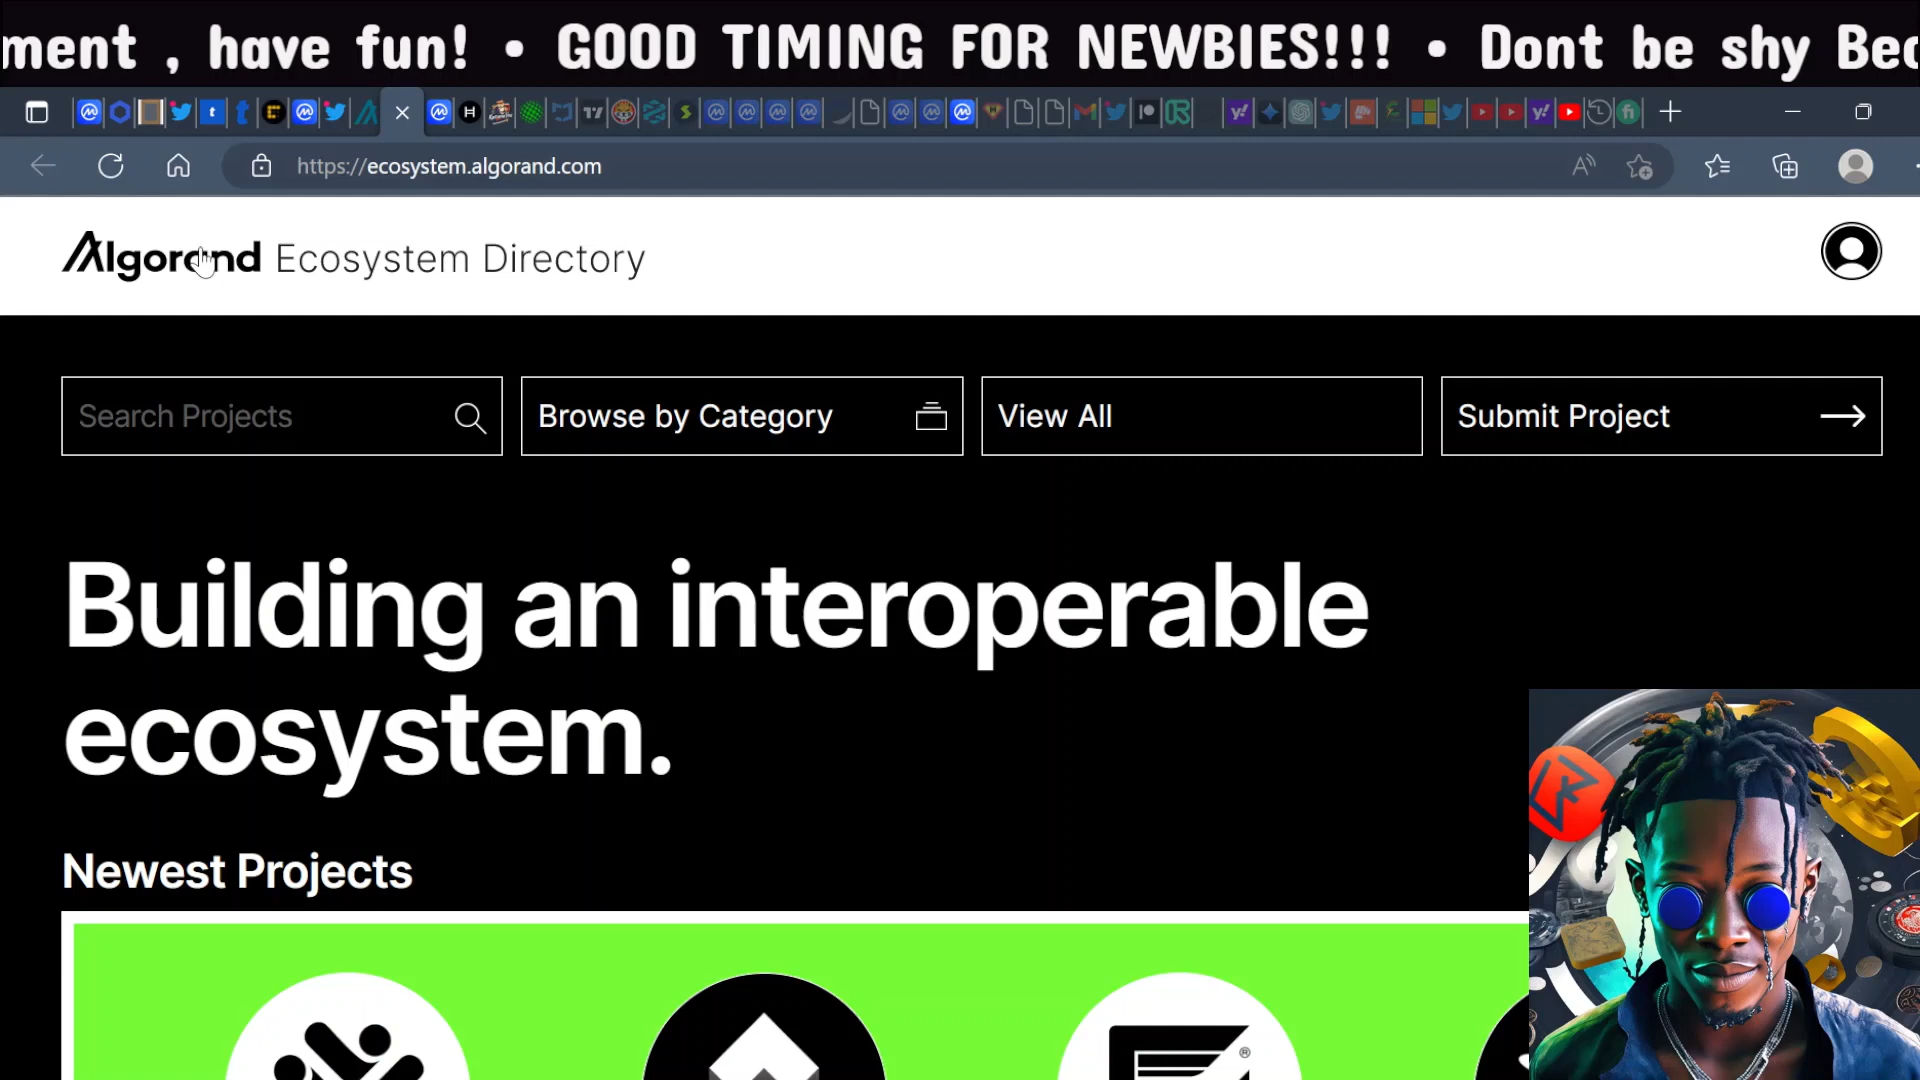 ment , have fun! • GOOD TIMING FOR NEWBIES!!! • Dont be shy Bec
https://ecosystem.algorand.com
Algorand Ecosystem Directory
Search Projects
Browse by Category
View All
Submit Project
Building an interoperable
ecosystem.
Newest Projects